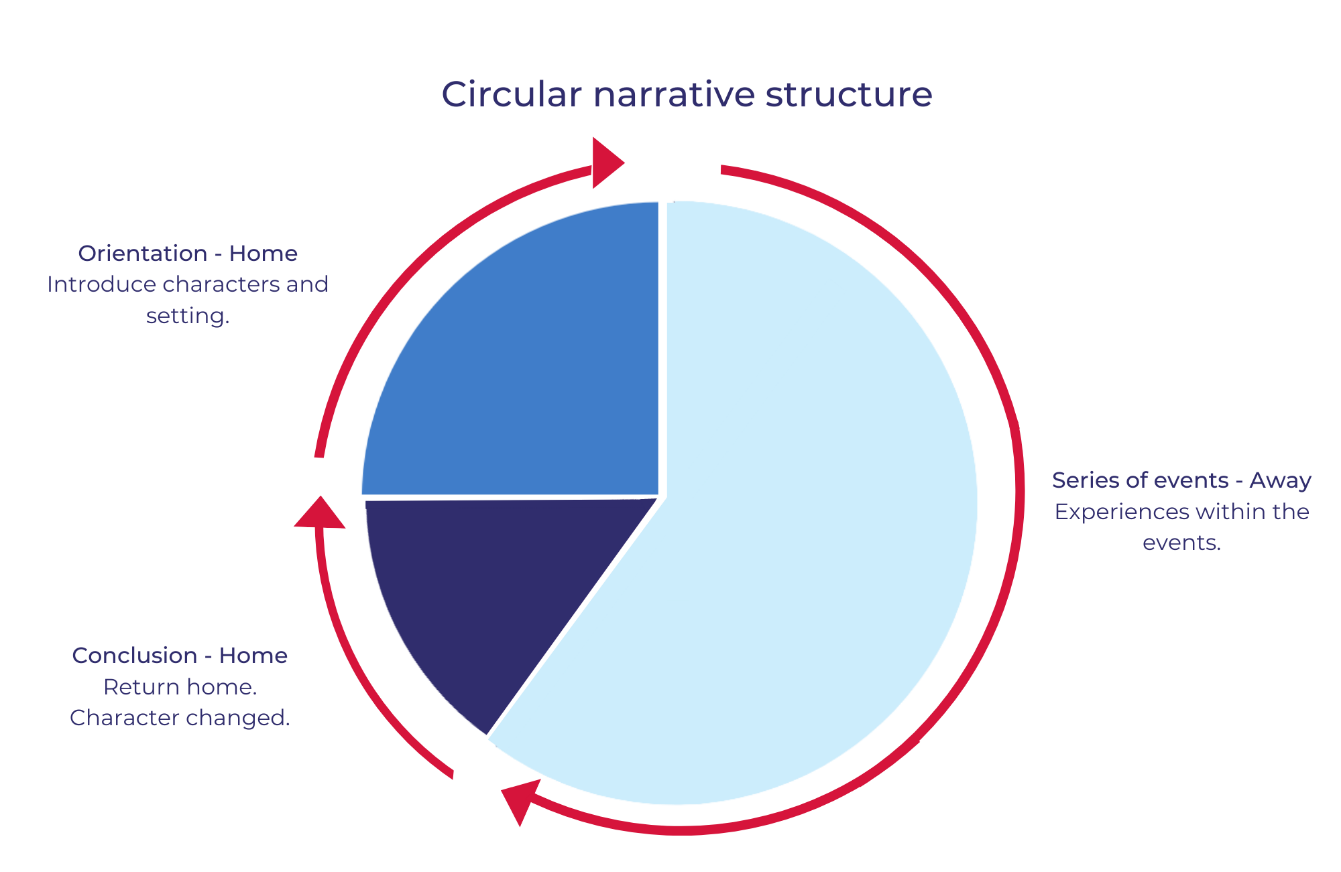 Circular narrative structure
Orientation - Home
Introduce characters and
setting.
Series of events - Away
Experiences within the
events.
Conclusion - Home
Return home.
Character changed.